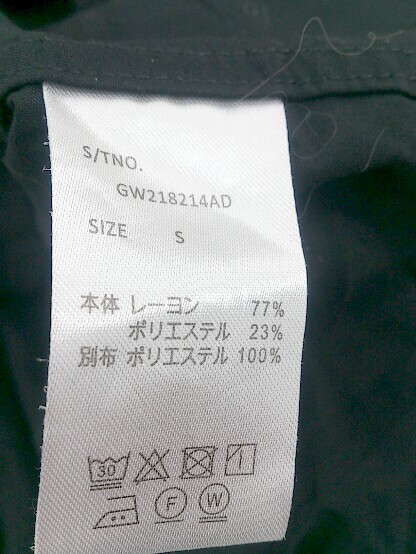 S/TNO.
GW218214AD
SIZE S
本体 レーヨン 77%
ポリエステル 23%
別布 ポリエステル 100%
30
F W